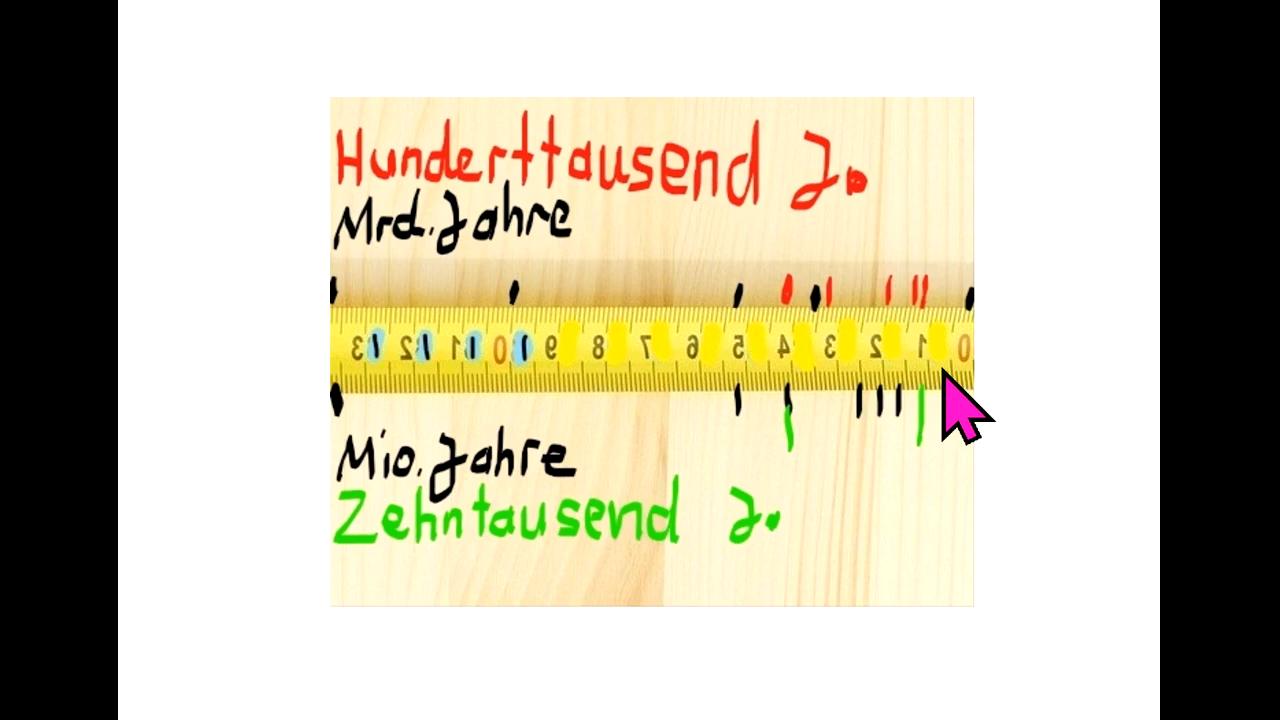 Hunderttausend J.
Mrd. Jahre
13 12 11 10 9 8 7 6 5 4 3 2 1 0
Mio. Jahre
Zehntausend J.